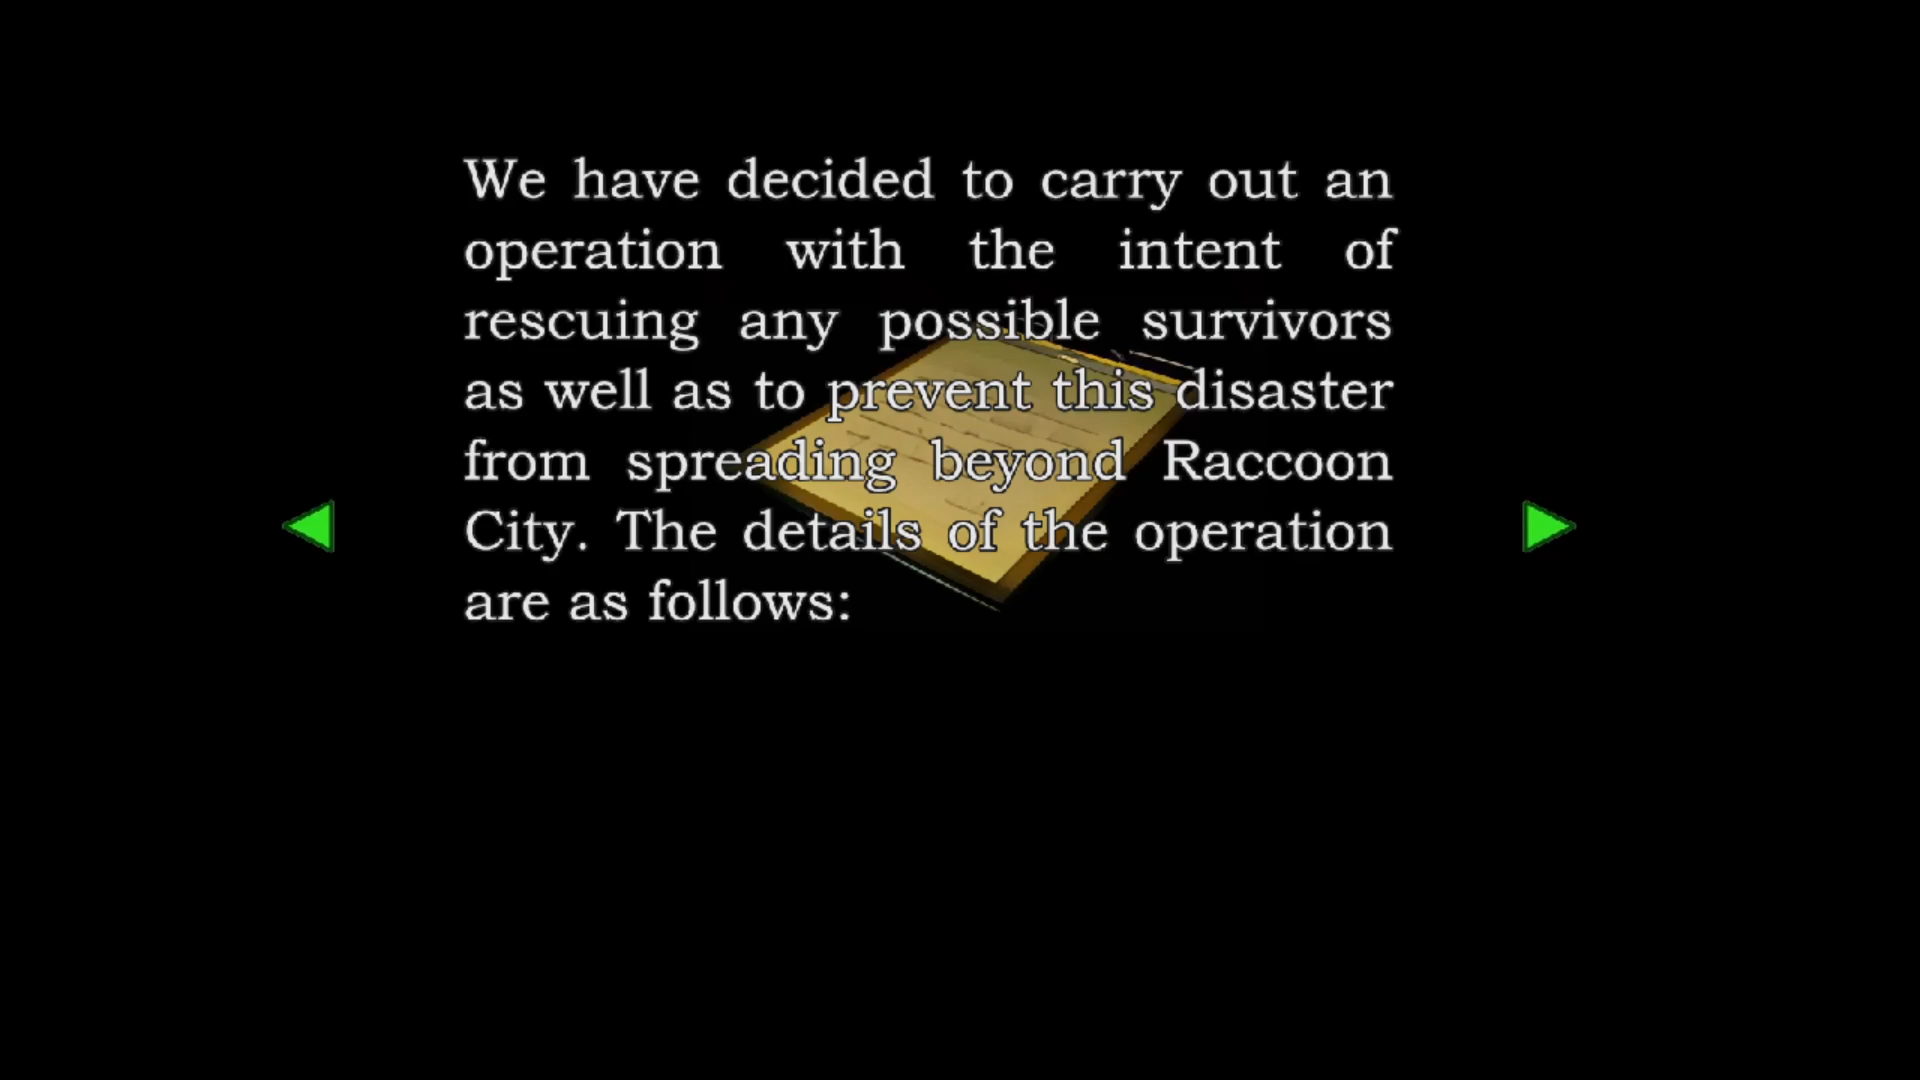 We have decided to carry out an
operation with the intent of
rescuing any possible survivors
as well as to prevent this disaster
from spreading beyond Raccoon
City. The details of the operation
are as follows: